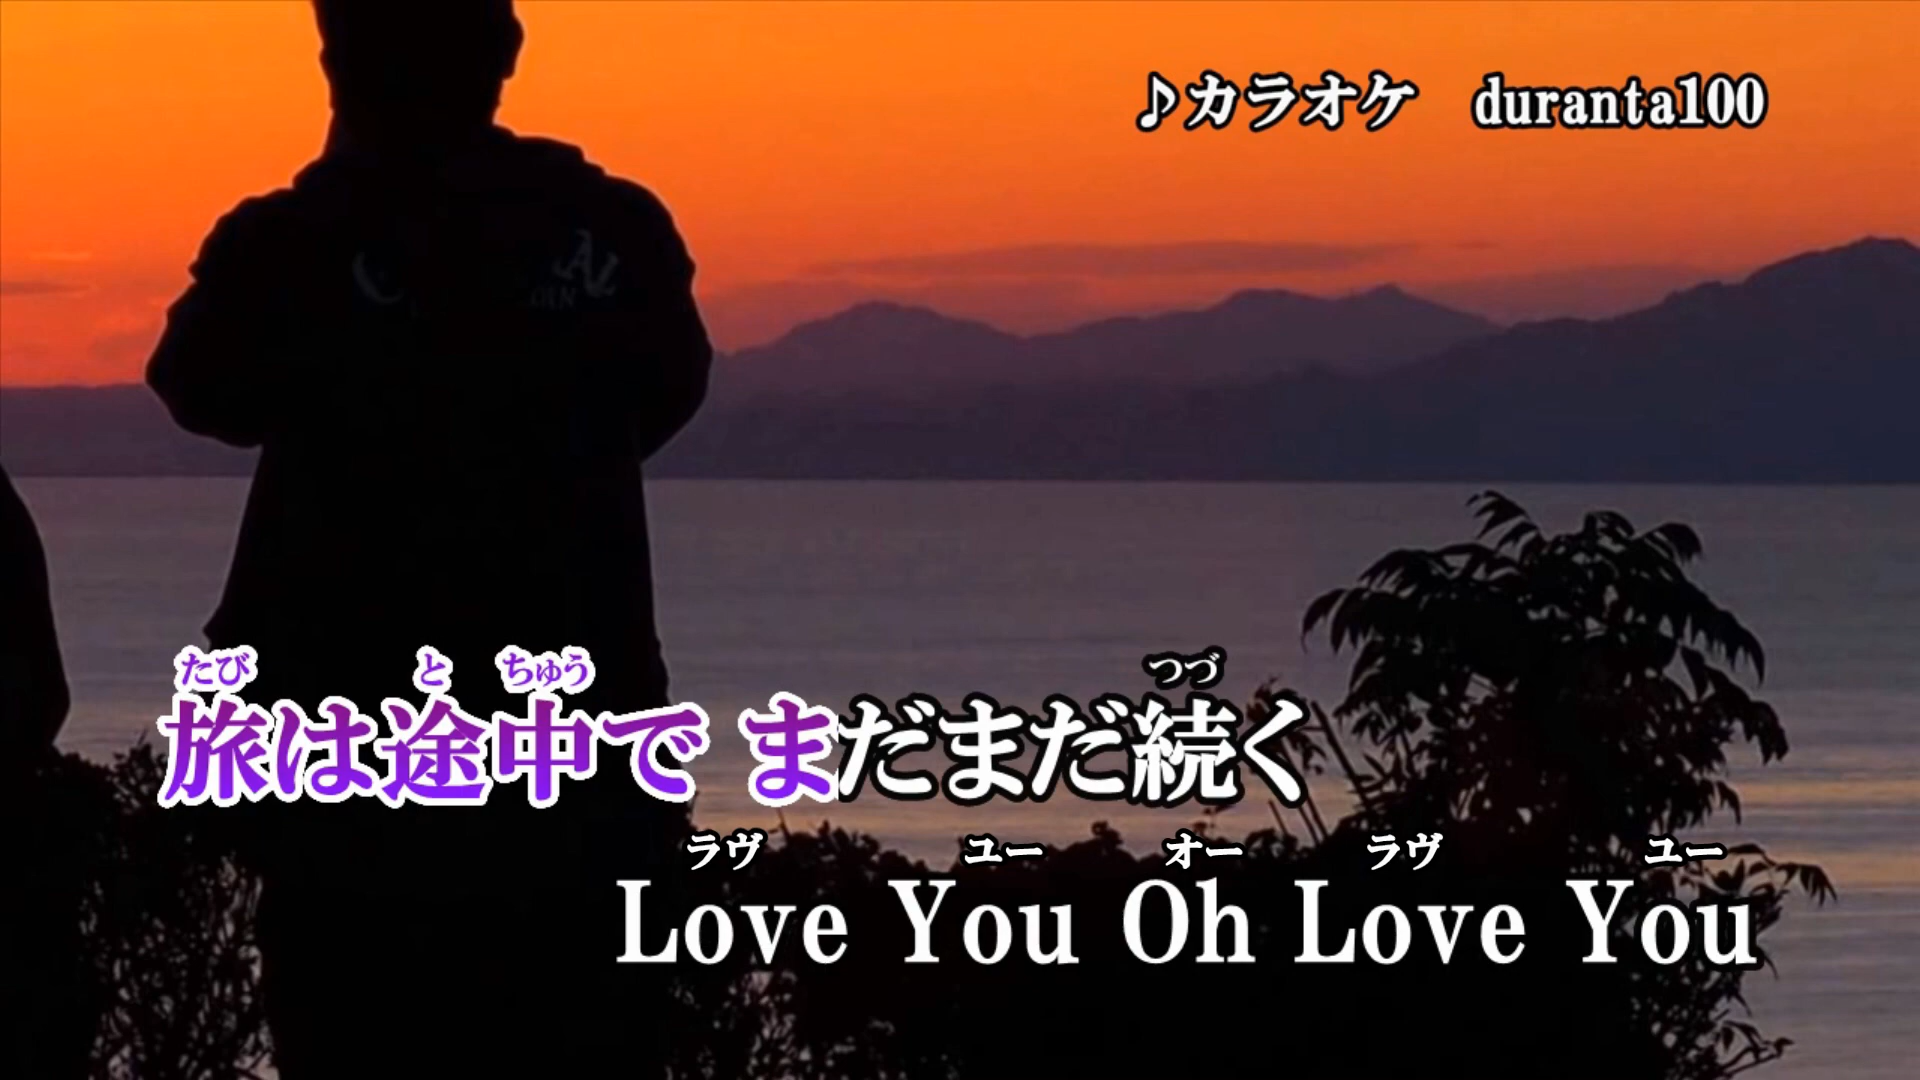 ♪カラオケ　duranta100
たび と ちゅう つづ
旅は途中で まだまだ続く
ラヴ ユー オー ラヴ ユー
Love You Oh Love You